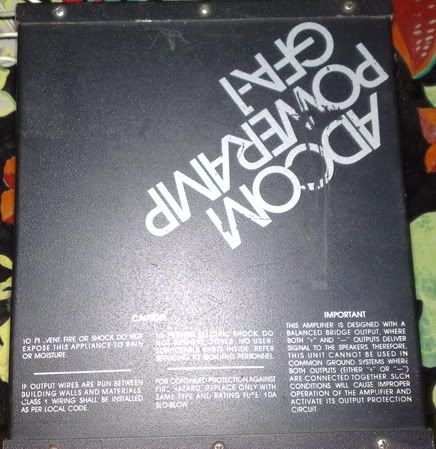 ADCOM
POWERAMP
GFA-1
CAUTION
TO PREVENT FIRE OR SHOCK DO NOT
EXPOSE THIS APPLIANCE TO RAIN
OR MOISTURE.
IF OUTPUT WIRES ARE RUN BETWEEN
BUILDING WALLS AND MATERIALS
CLASS 1 WIRING SHALL BE INSTALLED
AS PER LOCAL CODE.
ELECTRIC SHOCK, DO
NOT REMOVE COVER. NO USER-
PARTS INSIDE. REFER
SERVICING TO QUALIFIED PERSONNEL
FOR CONTINUED PROTECTION AGAINST
FIRE HAZARD, REPLACE ONLY WITH
SAME TYPE AND RATING FUSE. 10A
SLO-BLOW
IMPORTANT
THIS AMPLIFIER IS DESIGNED WITH A
BALANCED BRIDGE OUTPUT, WHERE
BOTH "+" AND "—" OUTPUTS DELIVER
SIGNAL TO THE SPEAKERS. THEREFORE,
THIS UNIT CANNOT BE USED IN
COMMON GROUND SYSTEMS WHERE
BOTH OUTPUTS (EITHER "+" OR "—")
ARE CONNECTED TOGETHER. SUCH
CONDITIONS WILL CAUSE IMPROPER
OPERATION OF THE AMPLIFIER AND
ACTIVATE ITS OUTPUT PROTECTION
CIRCUIT.